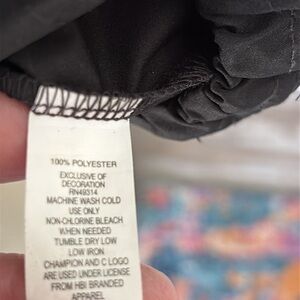 100% POLYESTER
EXCLUSIVE OF
DECORATION
RN49314
MACHINE WASH COLD
USE ONLY
NON-CHLORINE BLEACH
WHEN NEEDED
TUMBLE DRY LOW
LOW IRON
CHAMPION AND C LOGO
ARE USED UNDER LICENSE
FROM HBI BRANDED
APPAREL